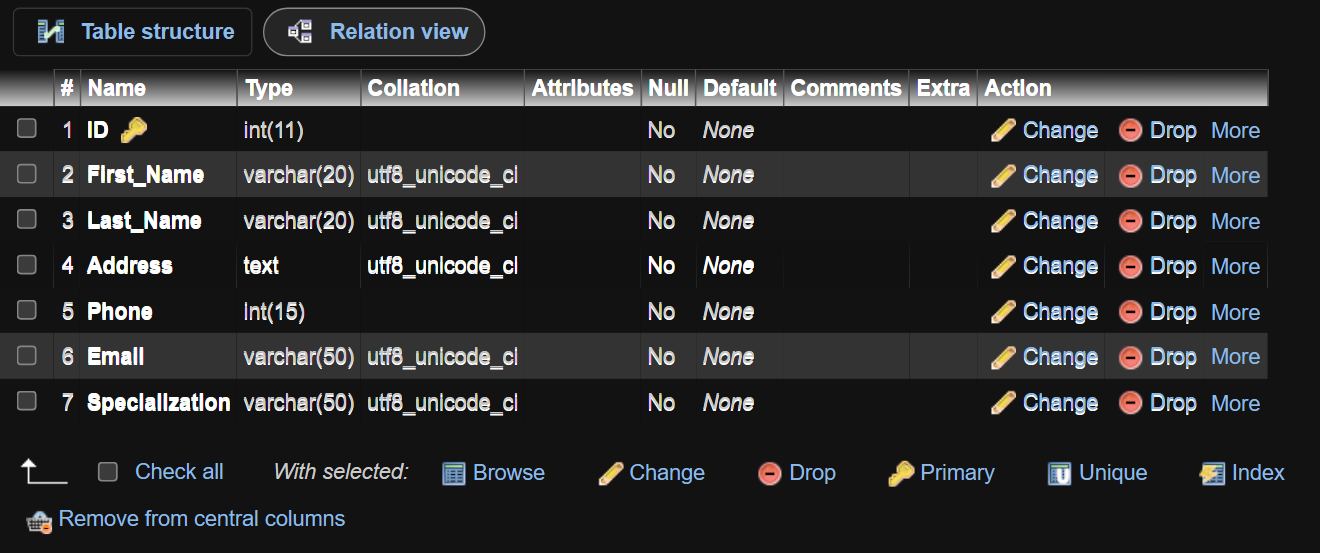 Table structure Relation view
# Name Type Collation Attributes Null Default Comments Extra Action
1 ID int(11) No None Change Drop More
2 First_Name varchar(20) utf8_unicode_ci No None Change Drop More
3 Last_Name varchar(20) utf8_unicode_ci No None Change Drop More
4 Address text utf8_unicode_ci No None Change Drop More
5 Phone int(15) No None Change Drop More
6 Email varchar(50) utf8_unicode_ci No None Change Drop More
7 Specialization varchar(50) utf8_unicode_ci No None Change Drop More
Check all With selected: Browse Change Drop Primary Unique Index
Remove from central columns